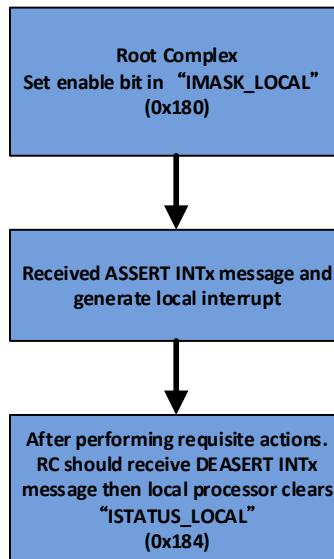 Root Complex
Set enable bit in “IMASK_LOCAL”
(0x180)
Received ASSERT INTx message and
generate local interrupt
After performing requisite actions.
RC should receive DEASERT INTx
message then local processor clears
“ISTATUS_LOCAL”
(0x184)